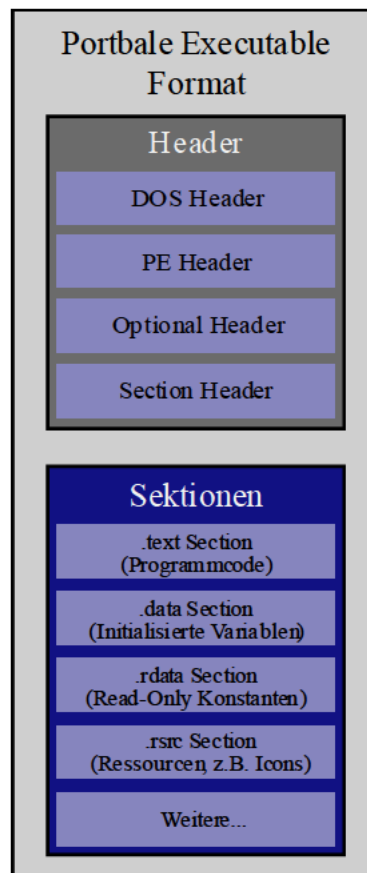 Portbale Executable
Format
Header
DOS Header
PE Header
Optional Header
Section Header
Sektionen
.text Section
(Programmcode)
.data Section
(Initialisierte Variablen)
.rdata Section
(Read-Only Konstanten)
.rsrc Section
(Ressourcen, z.B. Icons)
Weitere...